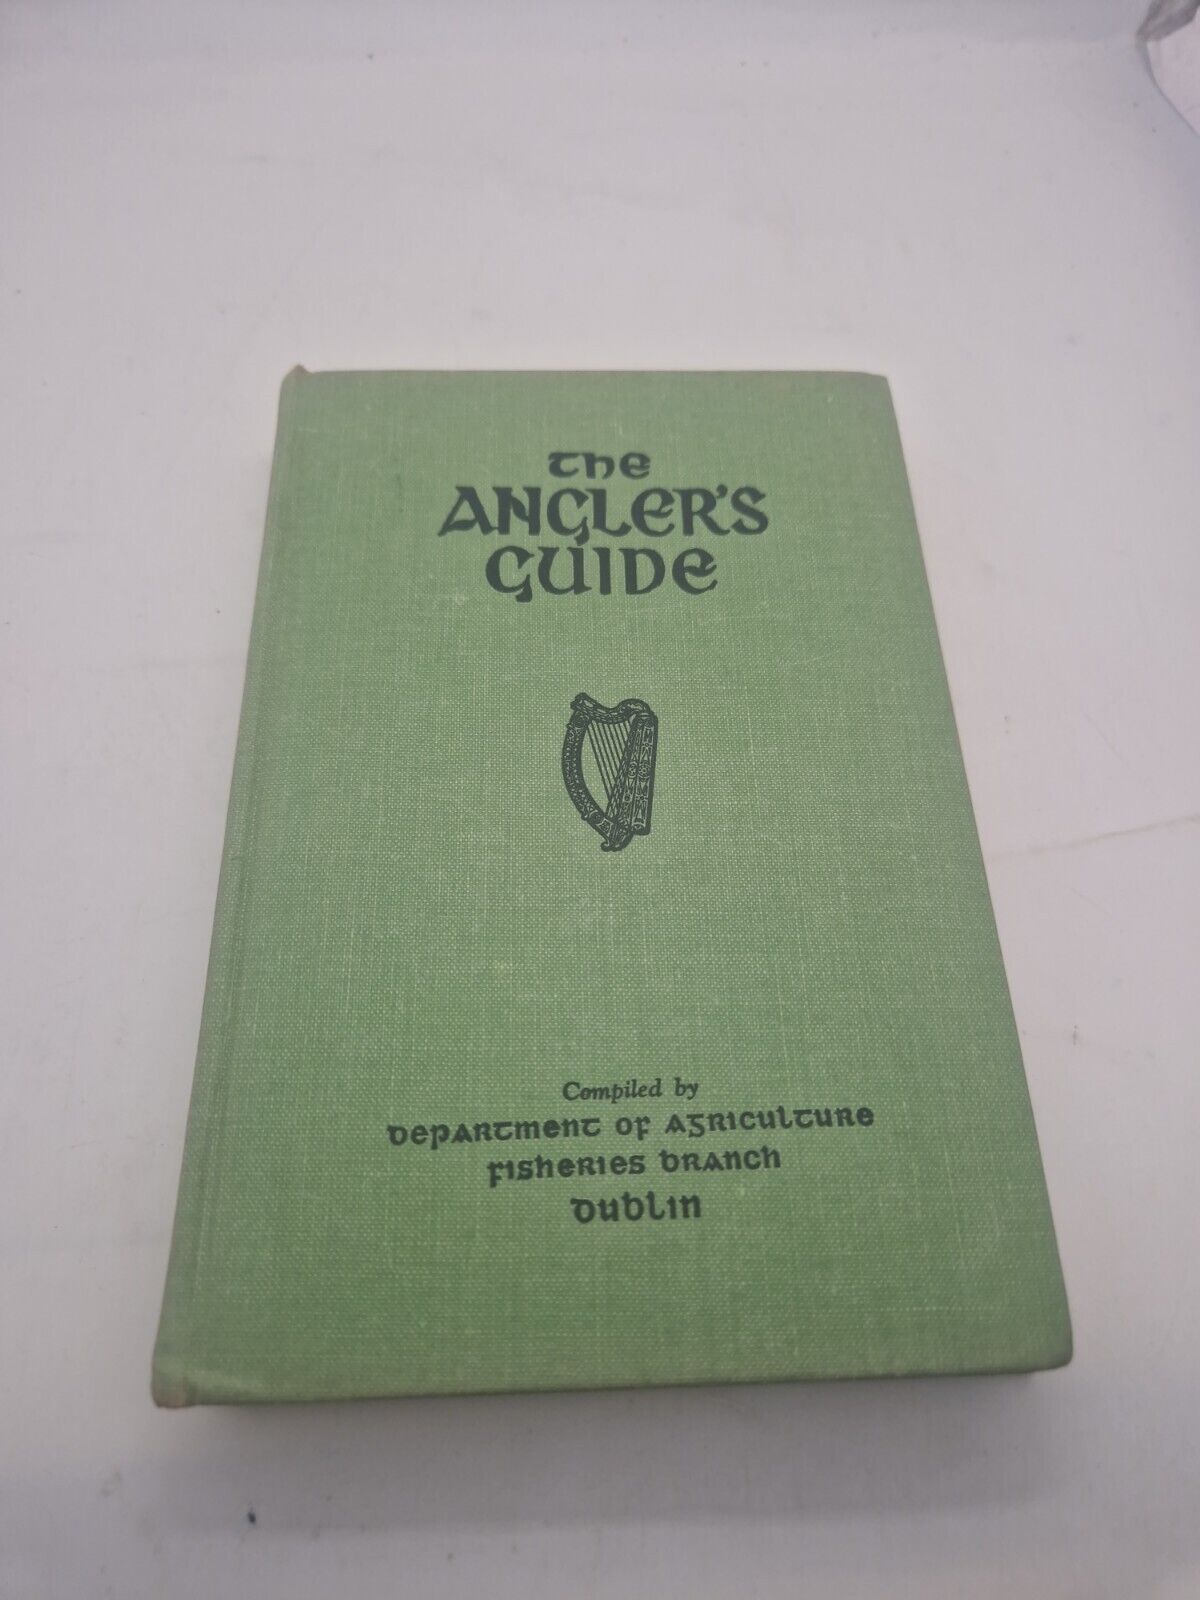 The
ANGLER'S
GUIDE
Compiled by
Department of Agriculture
Fisheries Branch
Dublin